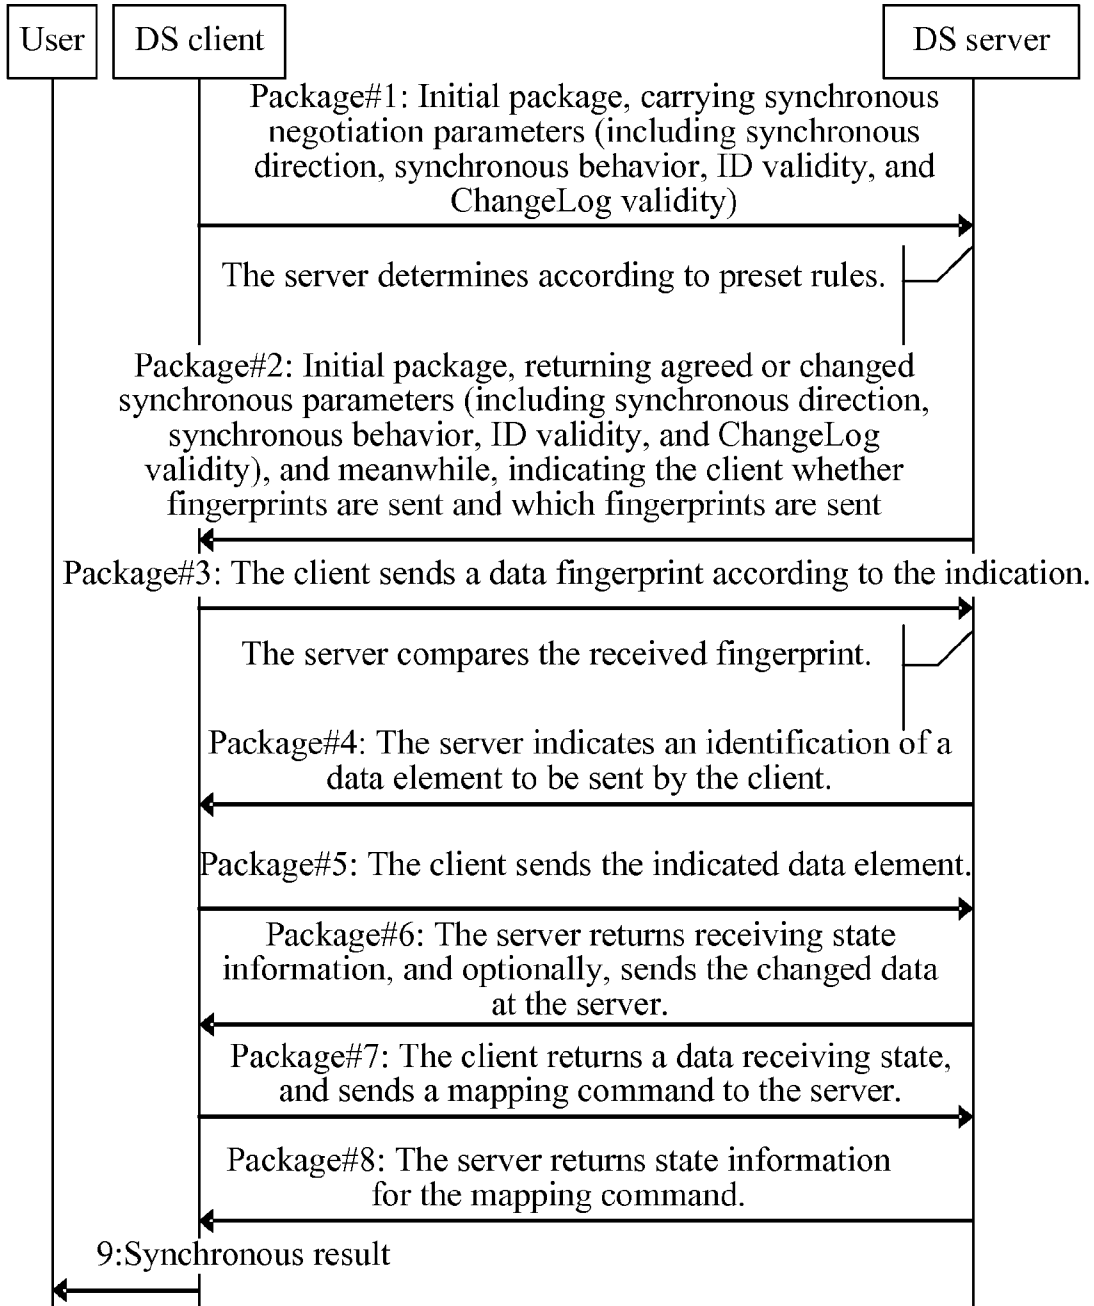 User
DS client
DS server
Package#1: Initial package, carrying synchronous
negotiation parameters (including synchronous
direction, synchronous behavior, ID validity, and
ChangeLog validity)
The server determines according to preset rules.
Package#2: Initial package, returning agreed or changed
synchronous parameters (including synchronous direction,
synchronous behavior, ID validity, and ChangeLog
validity), and meanwhile, indicating the client whether
fingerprints are sent and which fingerprints are sent
Package#3: The client sends a data fingerprint according to the indication.
The server compares the received fingerprint.
Package#4: The server indicates an identification of a
data element to be sent by the client.
Package#5: The client sends the indicated data element.
Package#6: The server returns receiving state
information, and optionally, sends the changed data
at the server.
Package#7: The client returns a data receiving state,
and sends a mapping command to the server.
Package#8: The server returns state information
for the mapping command.
9:Synchronous result